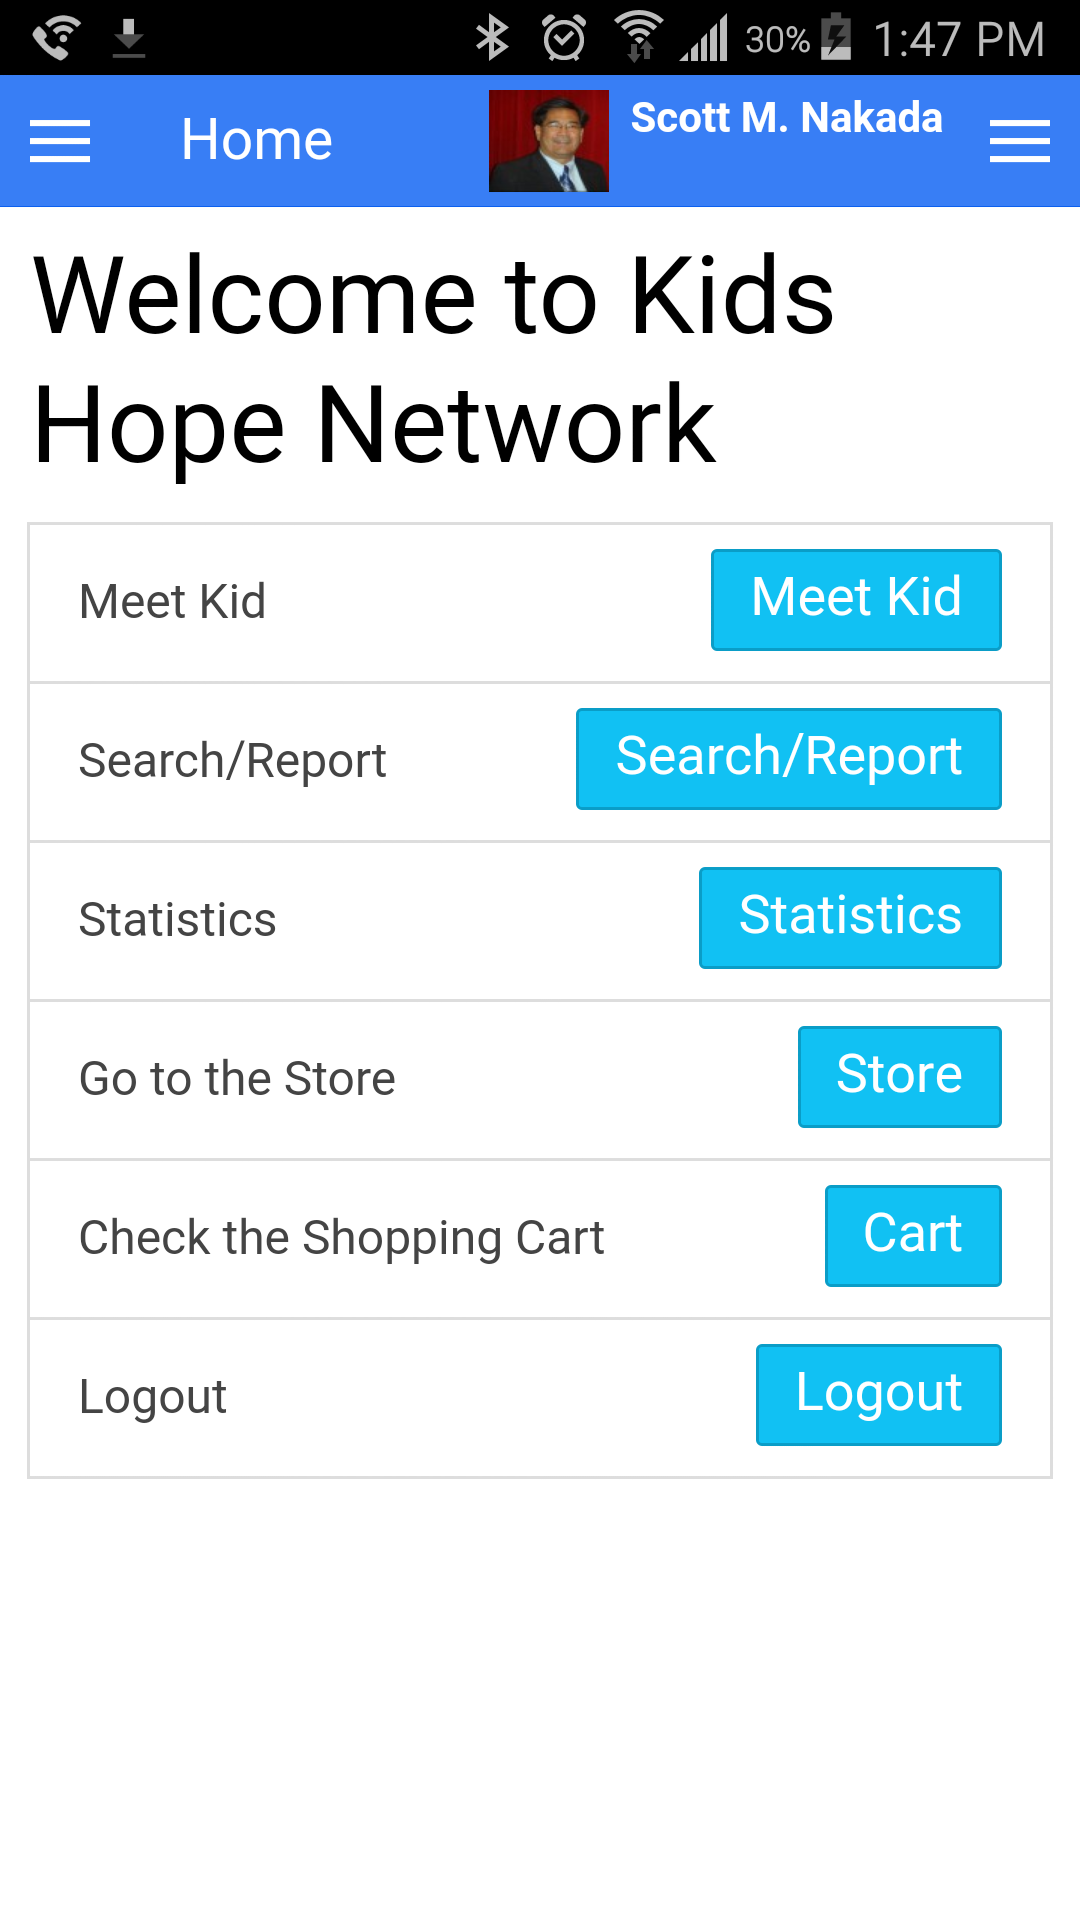 30% 1:47 PM
Home
Scott M. Nakada
Welcome to Kids
Hope Network
Meet Kid Meet Kid
Search/Report Search/Report
Statistics Statistics
Go to the Store Store
Check the Shopping Cart Cart
Logout Logout